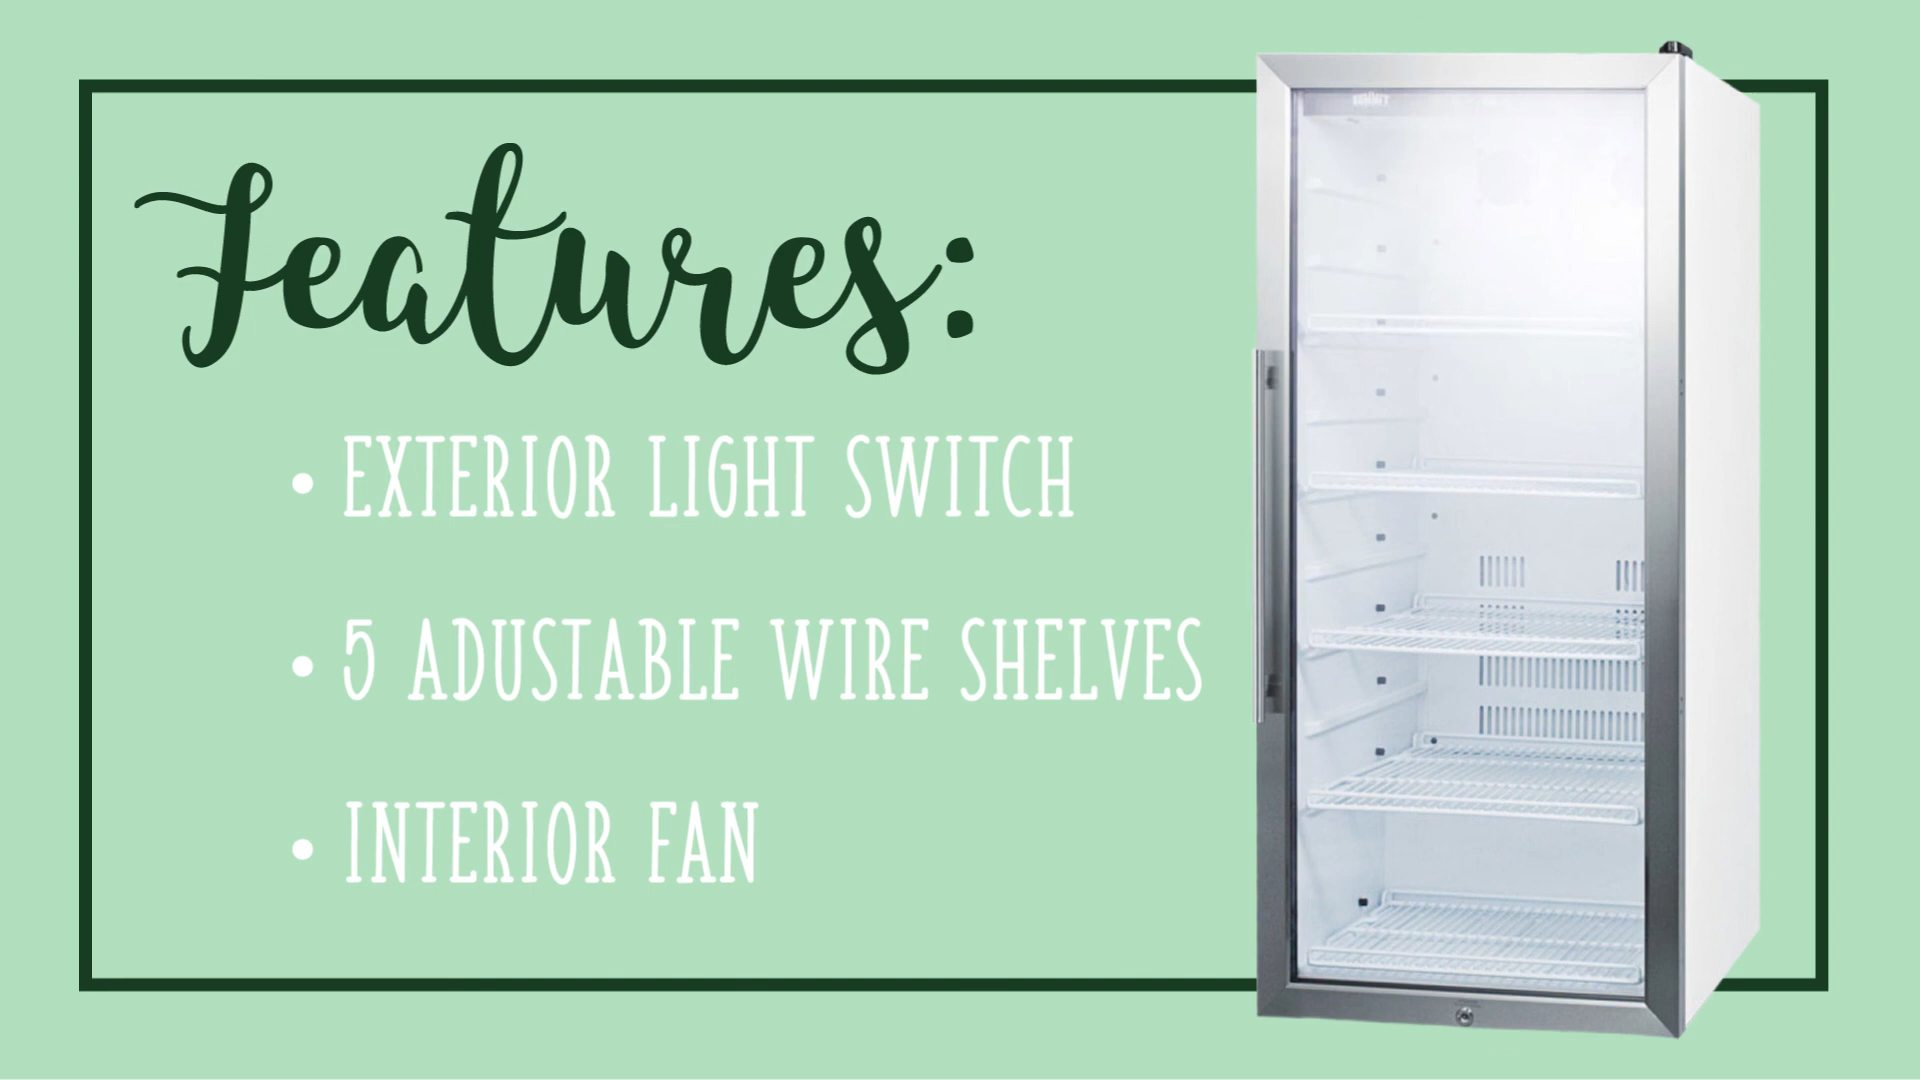 Features:
• EXTERIOR LIGHT SWITCH
• 5 ADUSTABLE WIRE SHELVES
• INTERIOR FAN